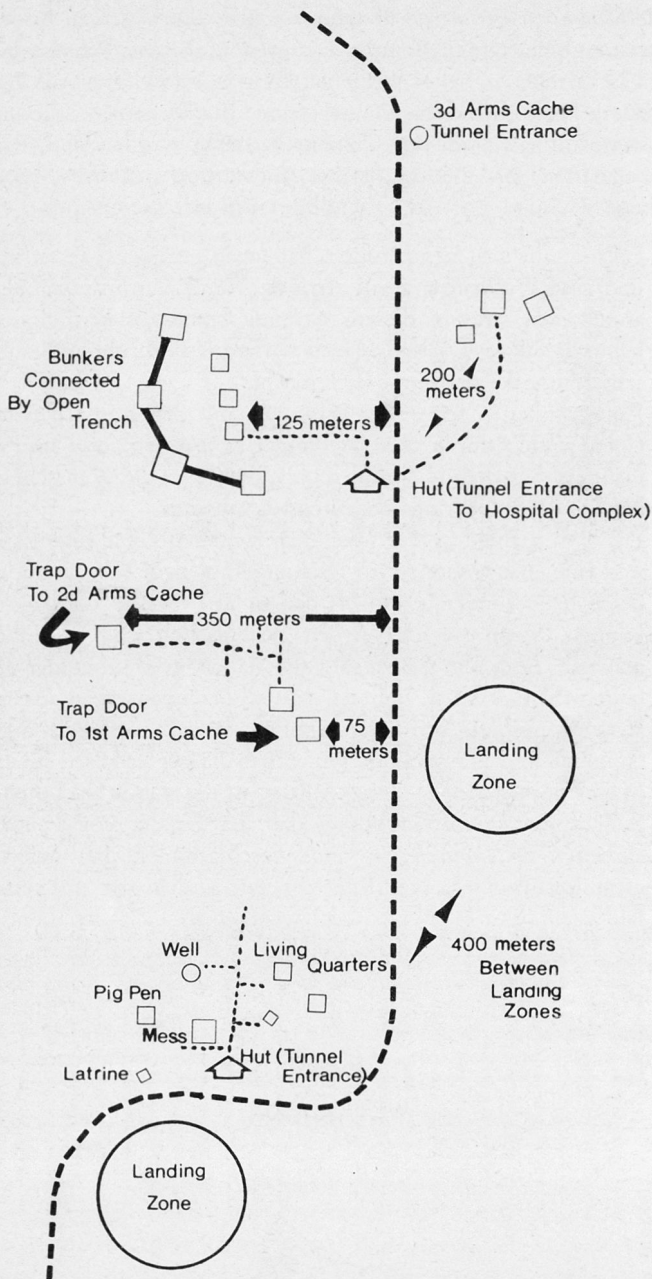 3d Arms Cache
Tunnel Entrance
Bunkers
Connected
By Open
Trench
125 meters
200
meters
Hut (Tunnel Entrance
To Hospital Complex)
Trap Door
To 2d Arms Cache
350 meters
Trap Door
To 1st Arms Cache
75
meters
Landing
Zone
400 meters
Between
Landing
Zones
Well
Living
Quarters
Pig Pen
Mess
Latrine
Hut (Tunnel
Entrance)
Landing
Zone